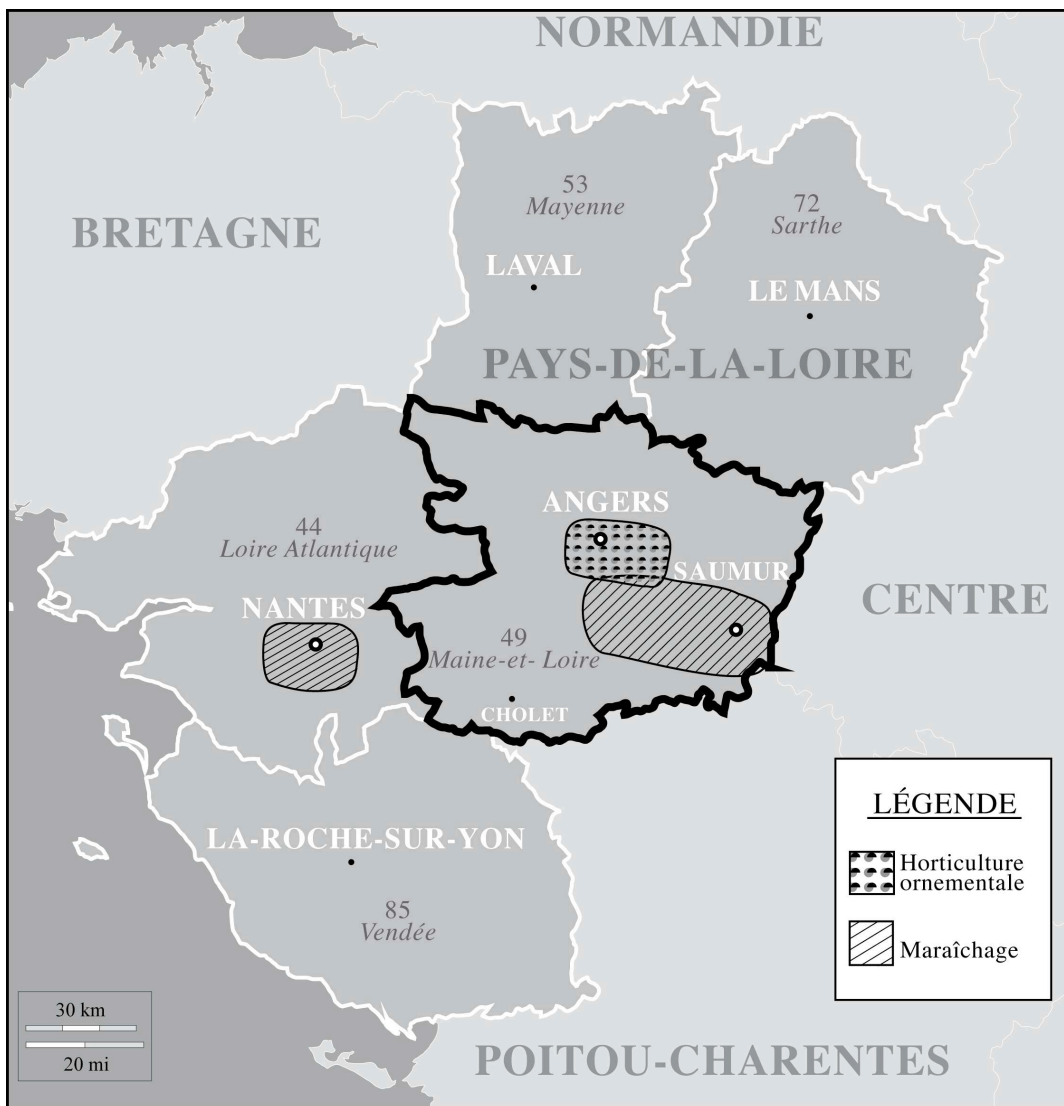 NORMANDIE
53
Mayenne
72
Sarthe
BRETAGNE
LAVAL
LE MANS
PAYS-DE-LA-LOIRE
ANGERS
44
Loire Atlantique
SAUMUR
CENTRE
NANTES
49
Maine-et- Loire
CHOLET
LÉGENDE
Horticulture
ornementale
Maraîchage
LA-ROCHE-SUR-YON
85
Vendée
30 km
20 mi
POITOU-CHARENTES